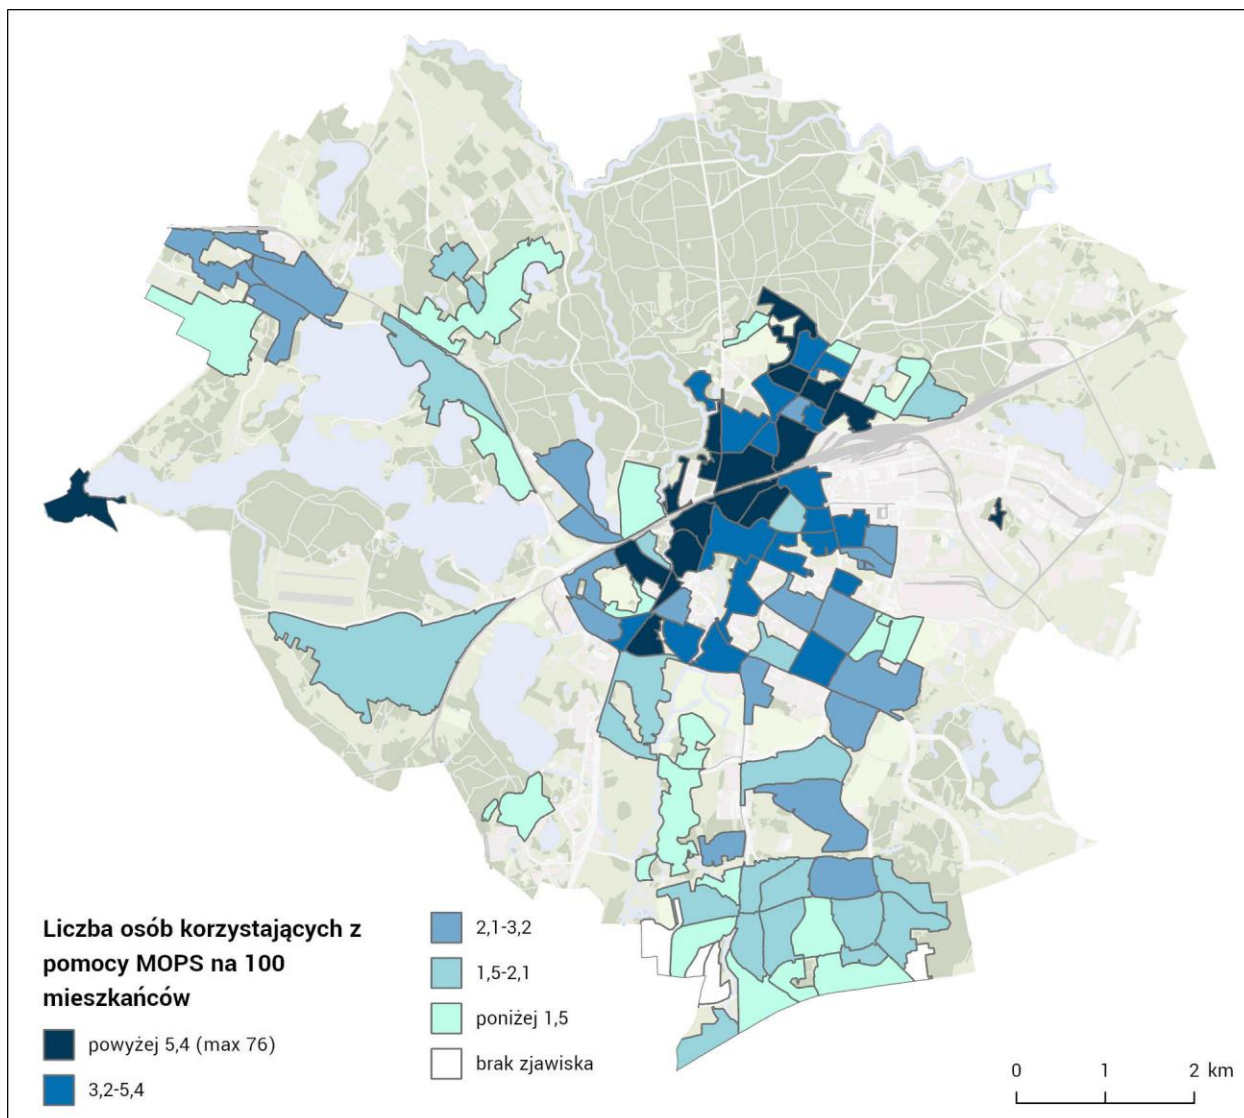 Liczba osób korzystających z
pomocy MOPS na 100
mieszkańców
powyżej 5,4 (max 76)
3,2-5,4
2,1-3,2
1,5-2,1
poniżej 1,5
brak zjawiska
0 1 2 km